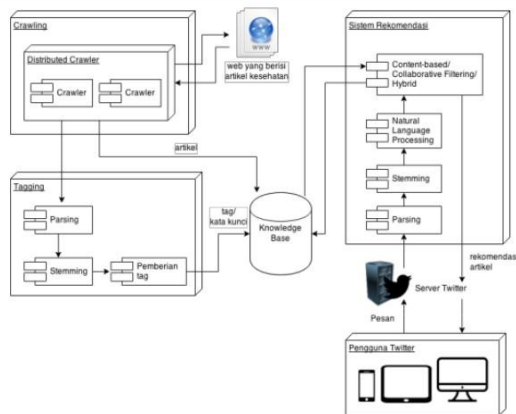 Crawling
Distributed Crawler
Crawler
Crawler
WWW
web yang berisi
artikel kesehatan
artikel
Tagging
Parsing
Stemming
Pemberian
tag
tag/
kata kunci
Knowledge
Base
Sistem Rekomendasi
Content-based/
Collaborative Filtering/
Hybrid
Natural
Language
Processing
Stemming
Parsing
Server Twitter
rekomendas
artikel
Pesan
Pengguna Twitter